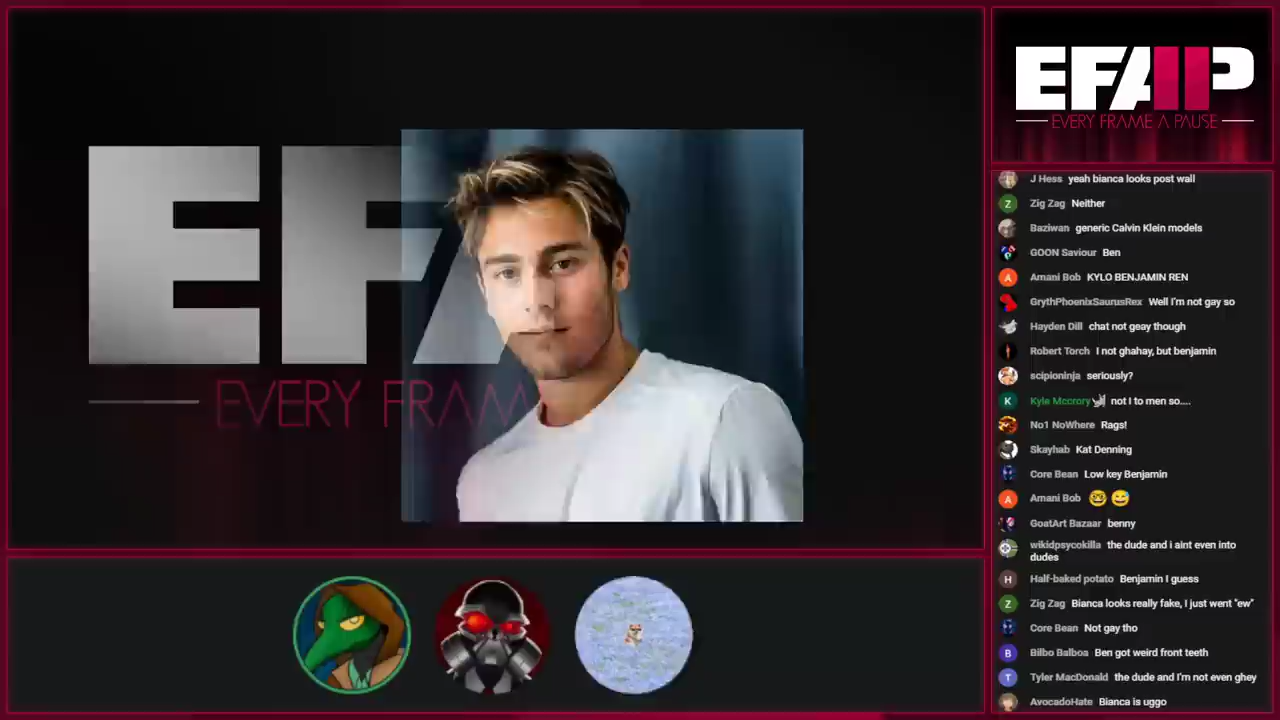 EFA
EVERY FRAM
EFAP
EVERY FRAME A PAUSE
J Hess yeah bianca looks post wall
Z
Zig Zag Neither
Baziwan generic Calvin Klein models
GOON Saviour Ben
A
Amani Bob KYLO BENJAMIN REN
GrythPhoenixSaurusRex Well I'm not gay so
Hayden Dill chat not geay though
Robert Torch I not ghahay, but benjamin
scipioninja seriously?
K
Kyle Mccrory not I to men so....
No1 NoWhere Rags!
Skayhab Kat Denning
Core Bean Low key Benjamin
A
Amani Bob 🤓 😅
GoatArt Bazaar benny
wikidpsycokilla the dude and i aint even into
dudes
H
Half-baked potato Benjamin I guess
Z
Zig Zag Bianca looks really fake, I just went "ew"
Core Bean Not gay tho
B
Bilbo Balboa Ben got weird front teeth
T
Tyler MacDonald the dude and I'm not even ghey
AvocadoHate Bianca is uggo